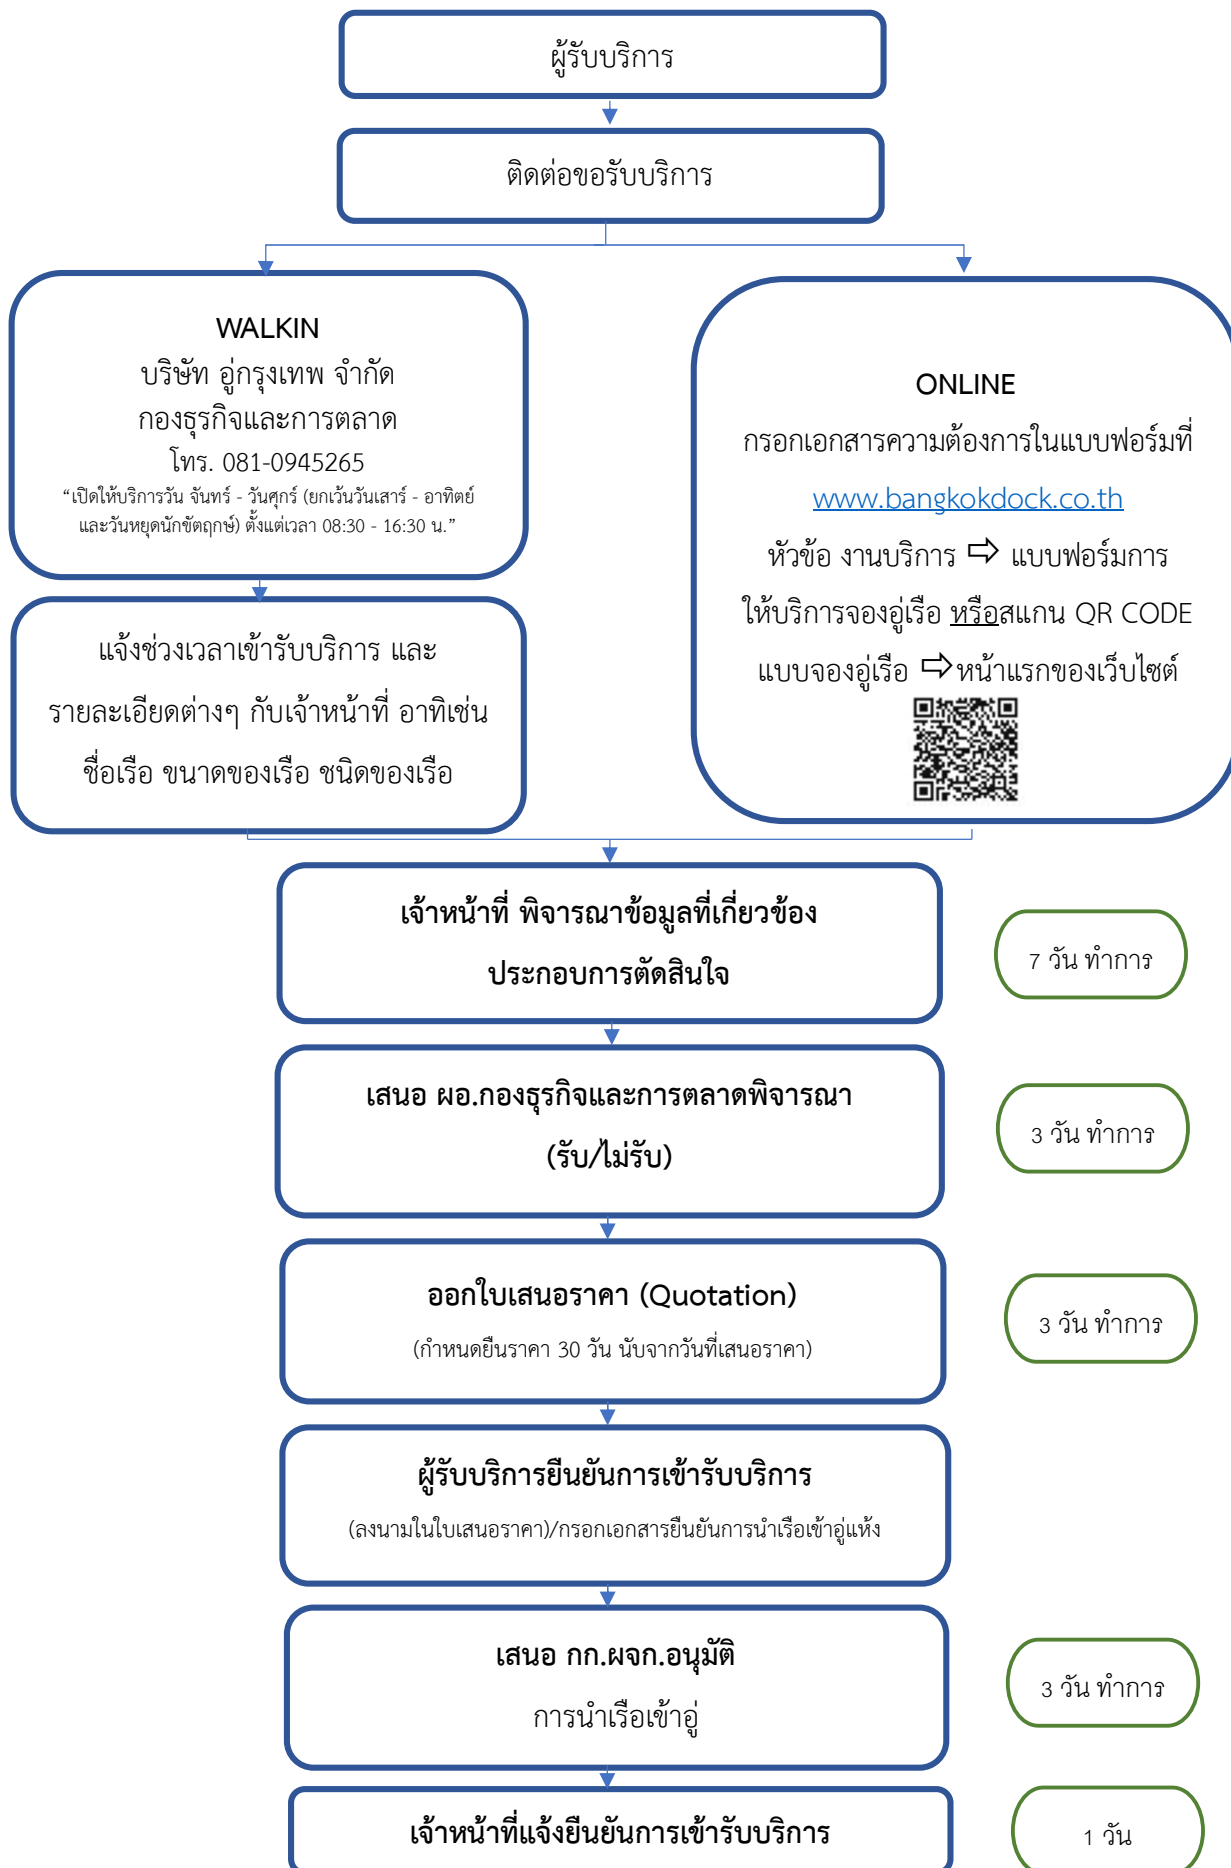 ผู้รับบริการ
ติดต่อขอรับบริการ
WALKIN
บริษัท อู่กรุงเทพ จำกัด
กองธุรกิจและการตลาด
โทร. 081-0945265
“เปิดให้บริการวัน จันทร์ - วันศุกร์ (ยกเว้นวันเสาร์ - อาทิตย์
และวันหยุดนักขัตฤกษ์) ตั้งแต่เวลา 08:30 - 16:30 น.”
แจ้งช่วงเวลาเข้ารับบริการ และ
รายละเอียดต่างๆ กับเจ้าหน้าที่ อาทิเช่น
ชื่อเรือ ขนาดของเรือ ชนิดของเรือ
ONLINE
กรอกเอกสารความต้องการในแบบฟอร์มที่
www.bangkokdock.co.th
หัวข้อ งานบริการ ⇨ แบบฟอร์มการ
ให้บริการจองอู่เรือ หรือสแกน QR CODE
แบบจองอู่เรือ ⇨หน้าแรกของเว็บไซต์
เจ้าหน้าที่ พิจารณาข้อมูลที่เกี่ยวข้อง
ประกอบการตัดสินใจ
7 วัน ทำการ
เสนอ ผอ.กองธุรกิจและการตลาดพิจารณา
(รับ/ไม่รับ)
3 วัน ทำการ
ออกใบเสนอราคา (Quotation)
(กำหนดยืนราคา 30 วัน นับจากวันที่เสนอราคา)
3 วัน ทำการ
ผู้รับบริการยืนยันการเข้ารับบริการ
(ลงนามในใบเสนอราคา)/กรอกเอกสารยืนยันการนำเรือเข้าอู่แห้ง
เสนอ กก.ผจก.อนุมัติ
การนำเรือเข้าอู่
3 วัน ทำการ
เจ้าหน้าที่แจ้งยืนยันการเข้ารับบริการ
1 วัน